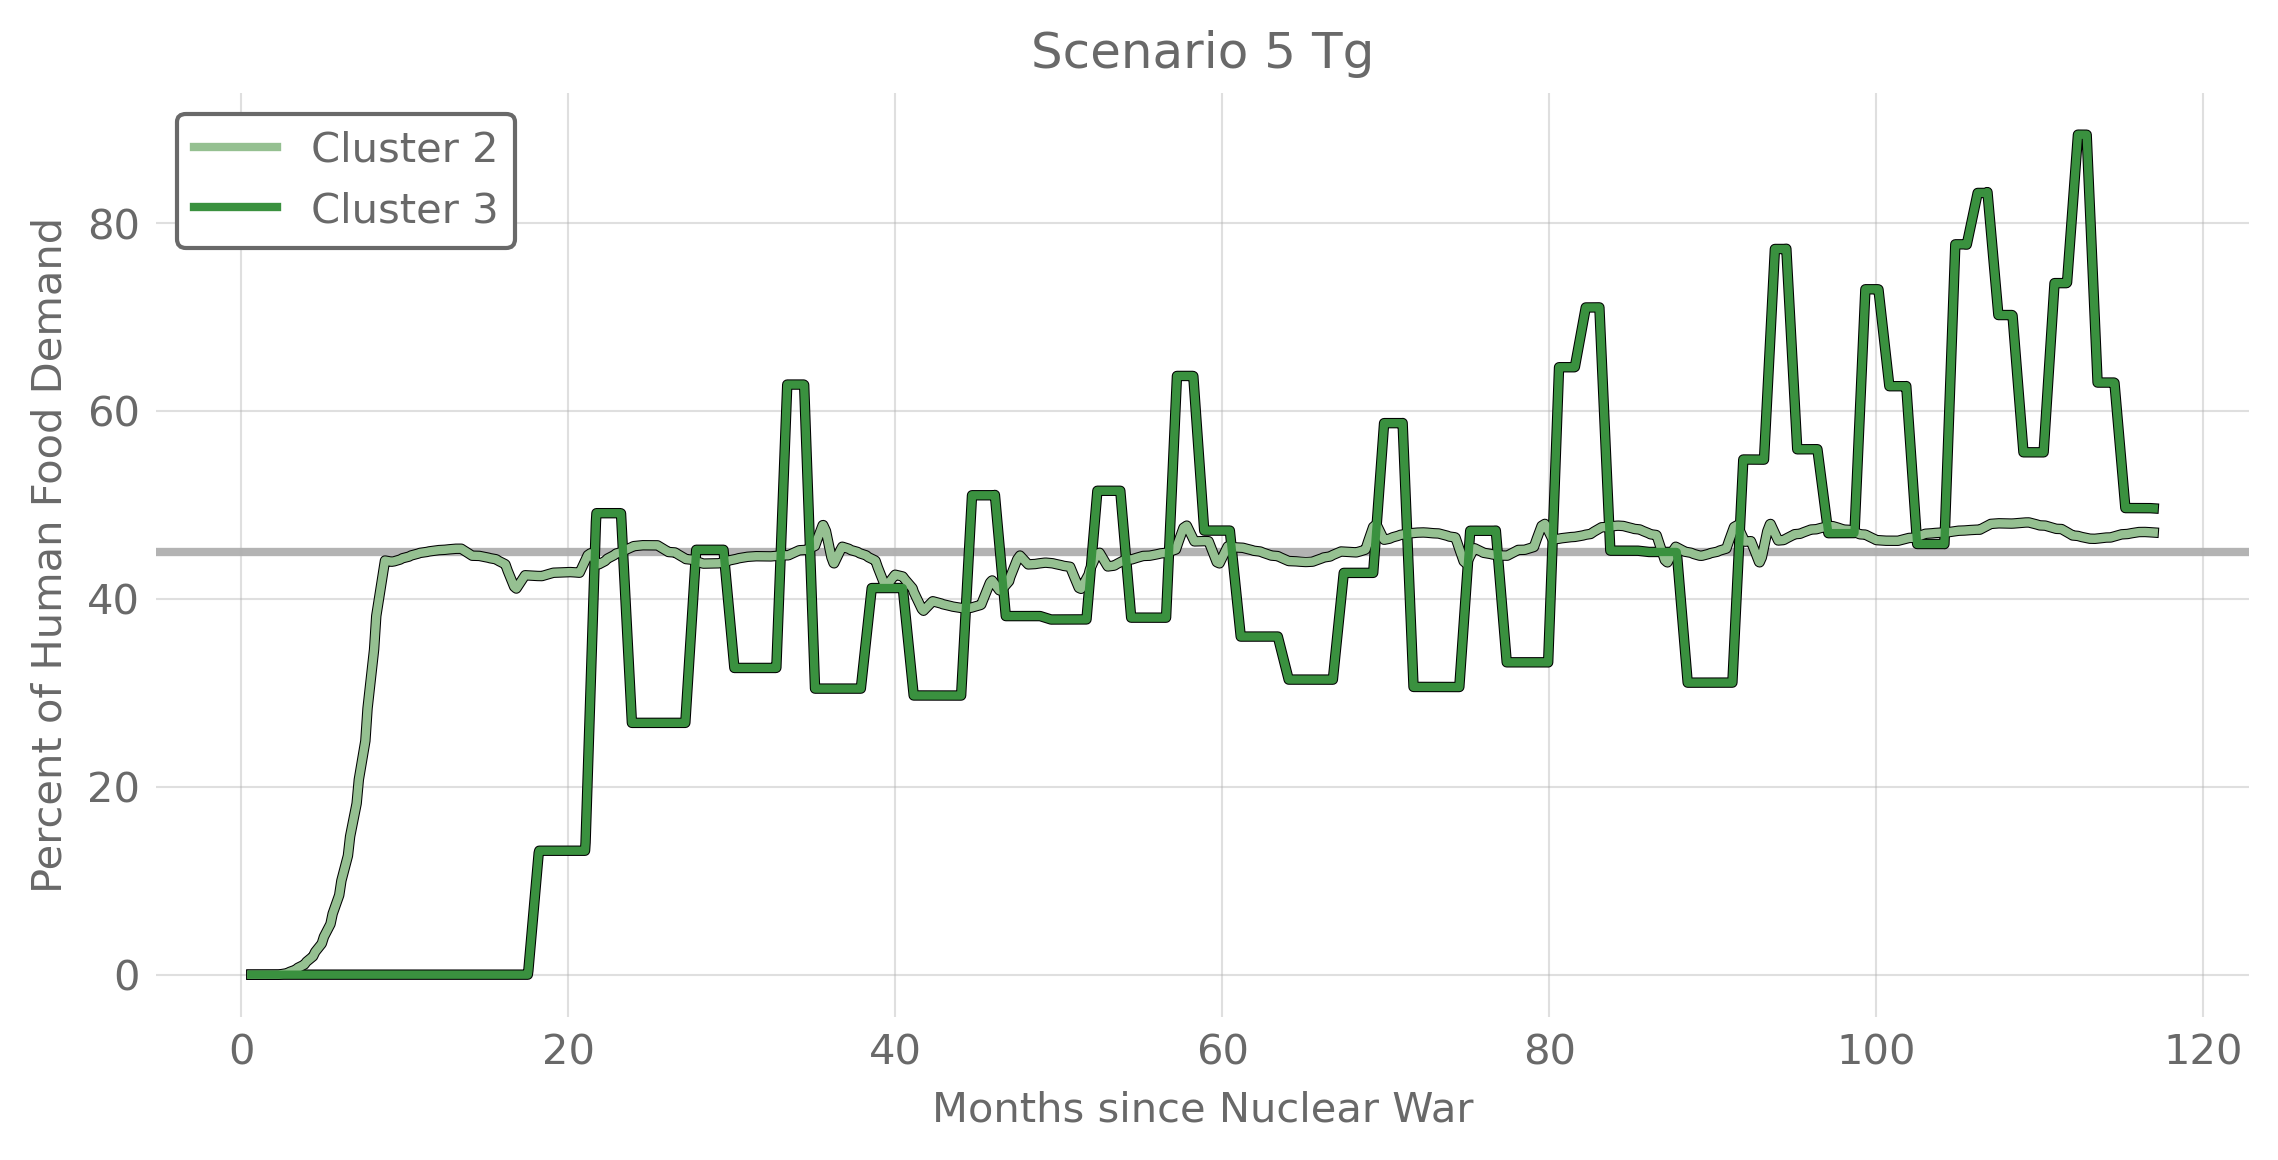 Scenario 5 Tg
Cluster 2
Cluster 3
Percent of Human Food Demand
80
60
40
20
0
0 20 40 60 80 100 120
Months since Nuclear War